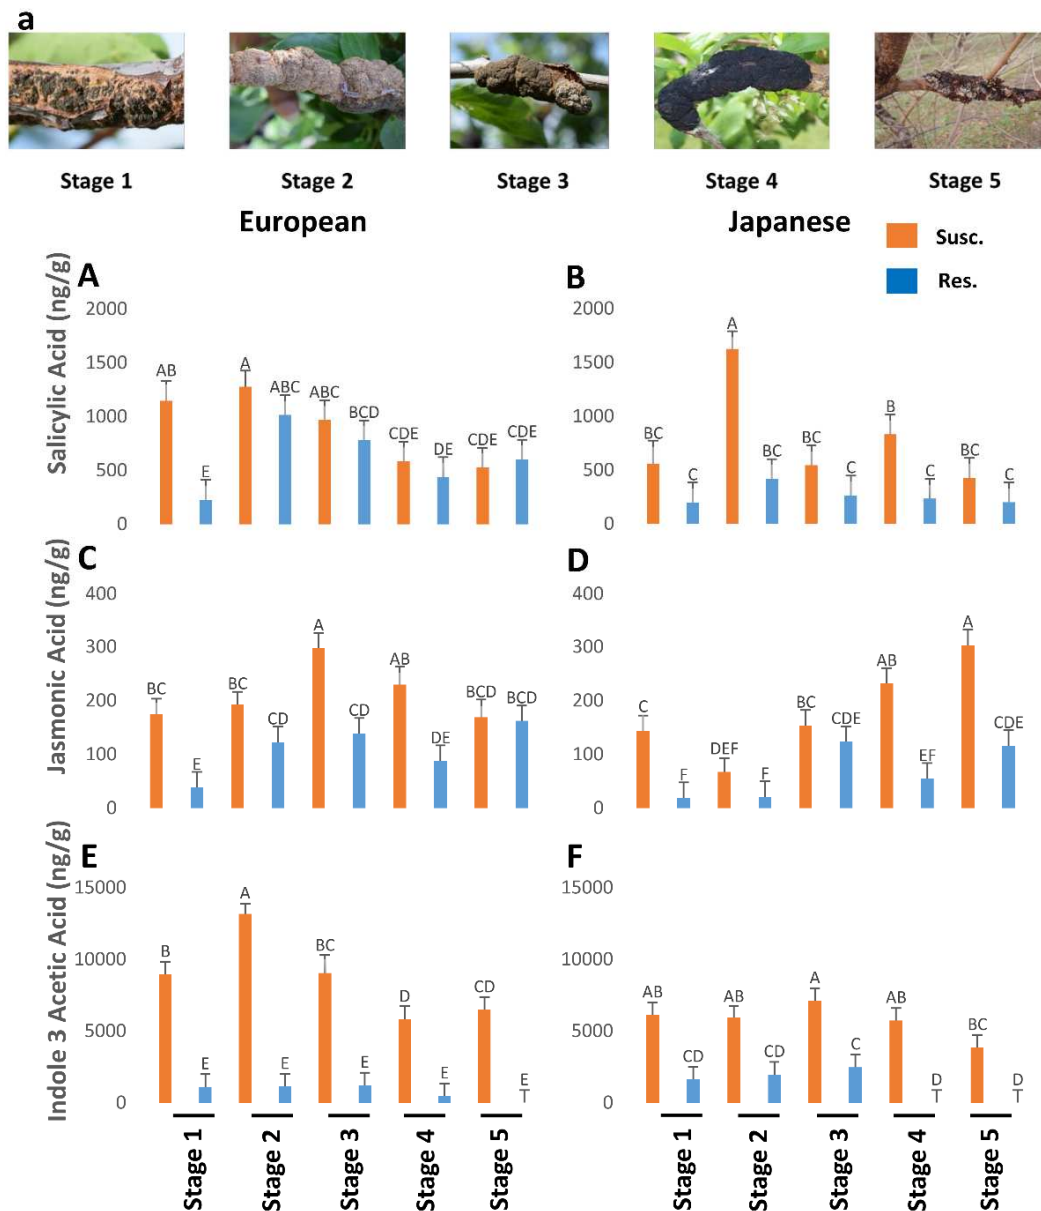 a
Stage 1 Stage 2 Stage 3 Stage 4 Stage 5
European Japanese
Susc.
Res.
A
Salicylic Acid (ng/g)
2000
1500
1000
500
0
AB E A ABC ABC BCD CDE DE CDE CDE
B
2000
1500
1000
500
0
BC C A BC BC C B C BC C
C
Jasmonic Acid (ng/g)
400
300
200
100
0
BC E BC CD A CD AB DE BCD BCD
D
400
300
200
100
0
C F DEF F BC CDE AB EF A CDE
E
Indole 3 Acetic Acid (ng/g)
15000
10000
5000
0
B E A E BC E D E CD E
Stage 1 Stage 2 Stage 3 Stage 4 Stage 5
F
15000
10000
5000
0
AB CD AB CD A C AB D BC D
Stage 1 Stage 2 Stage 3 Stage 4 Stage 5